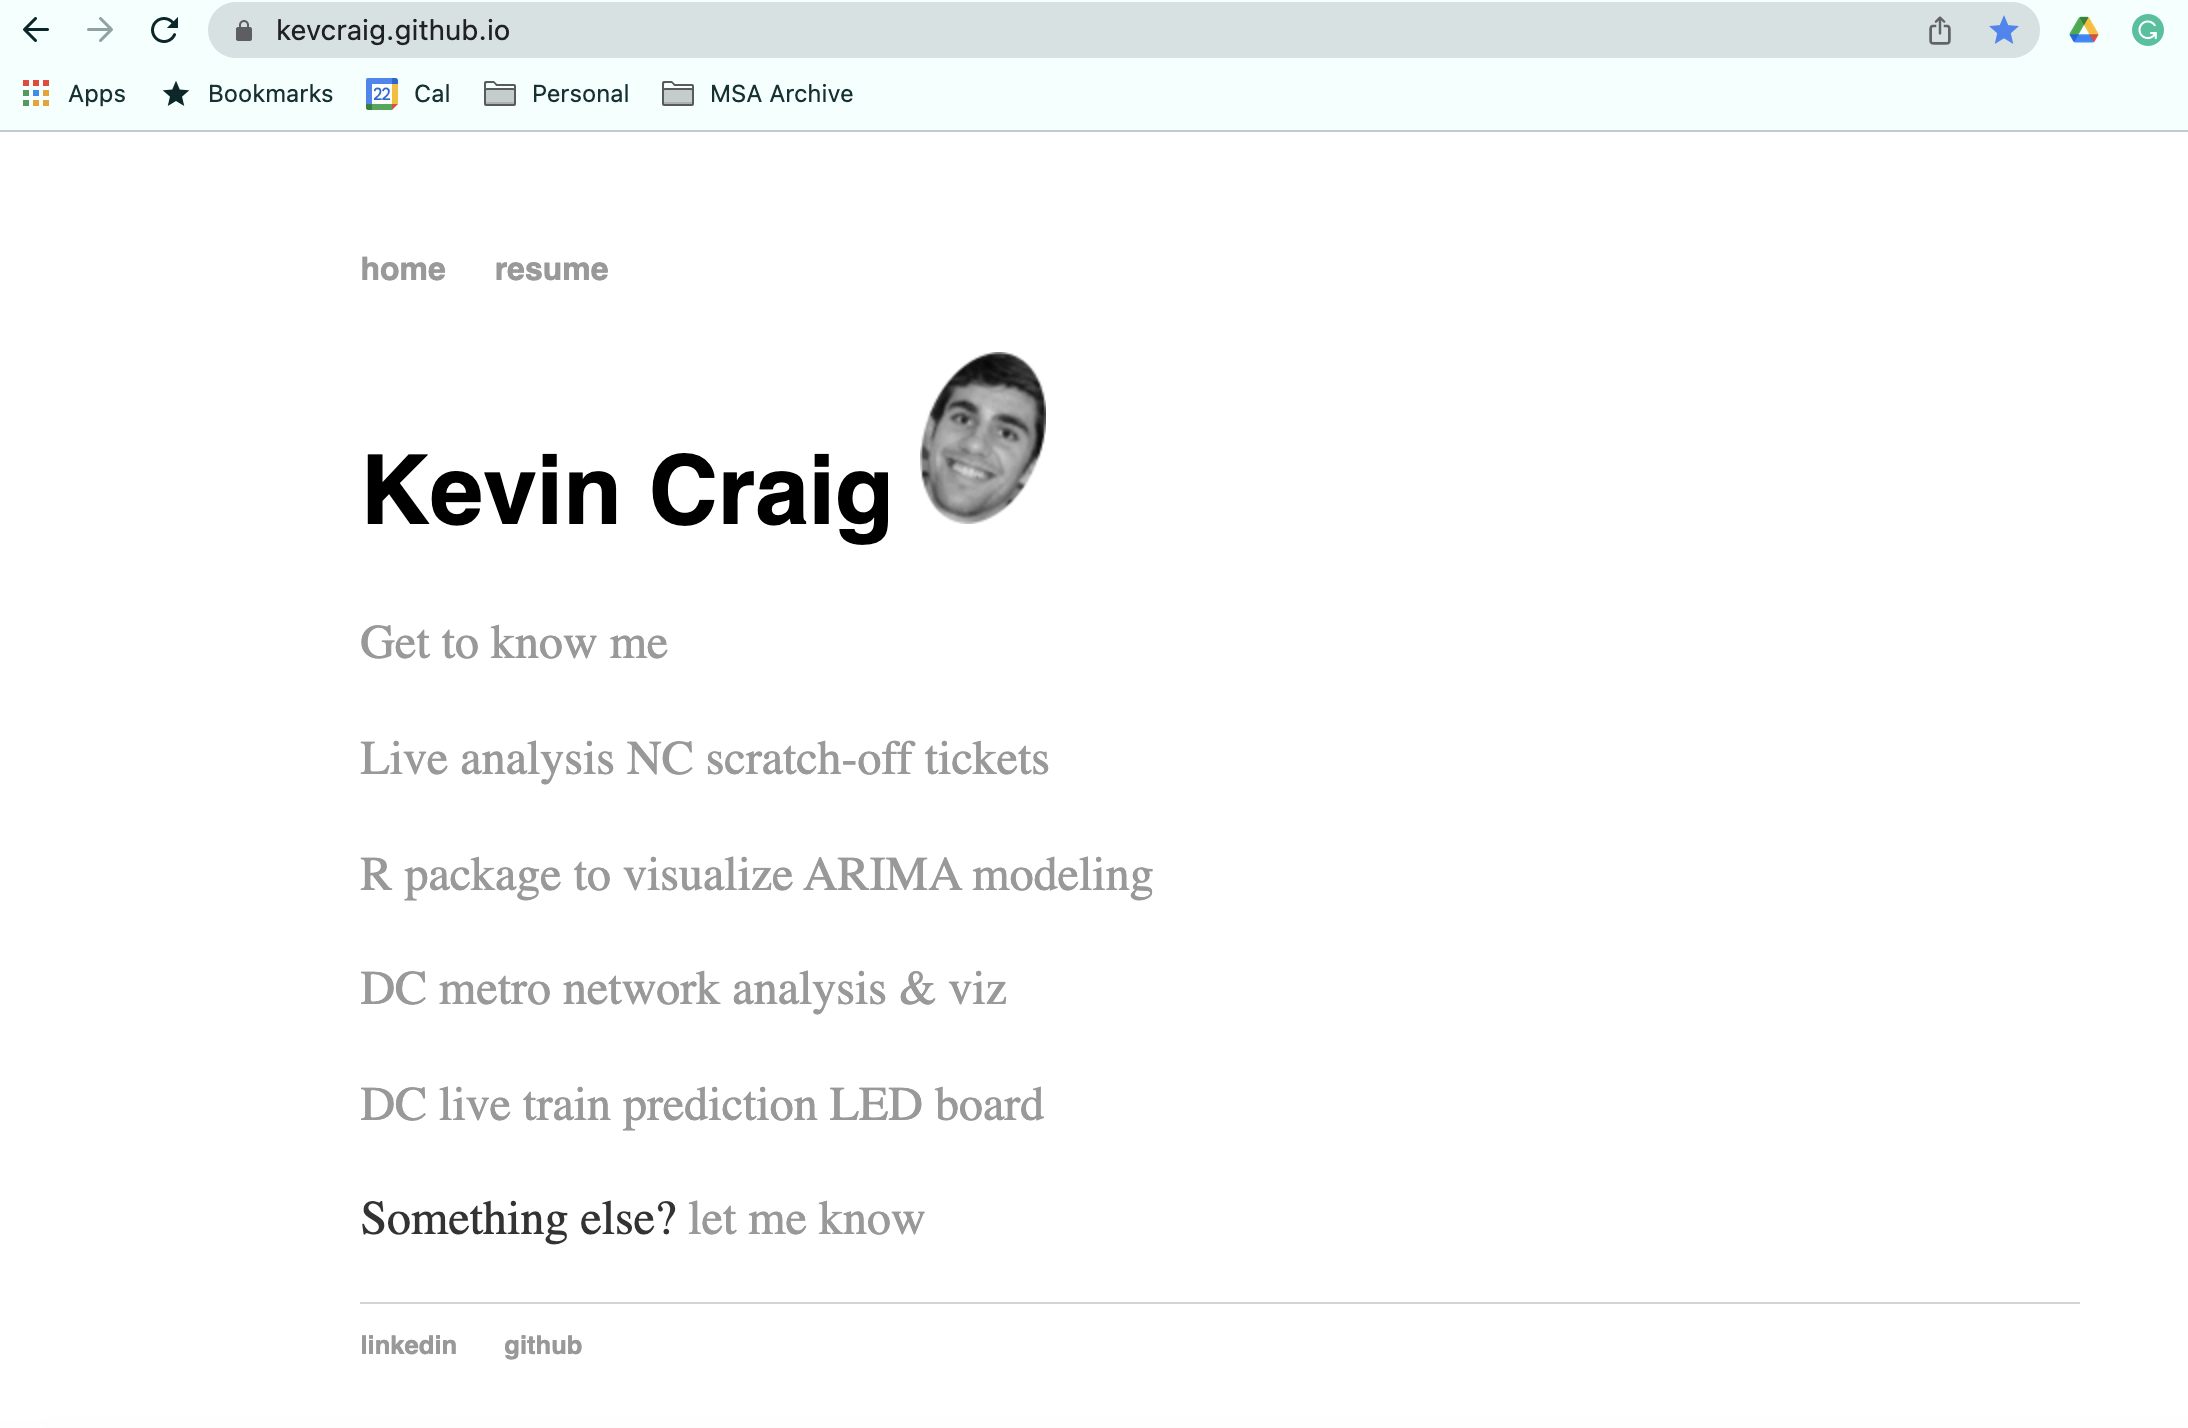 kevcraig.github.io
Apps Bookmarks 22 Cal Personal MSA Archive
home resume
Kevin Craig
Get to know me
Live analysis NC scratch-off tickets
R package to visualize ARIMA modeling
DC metro network analysis & viz
DC live train prediction LED board
Something else? let me know
linkedin github